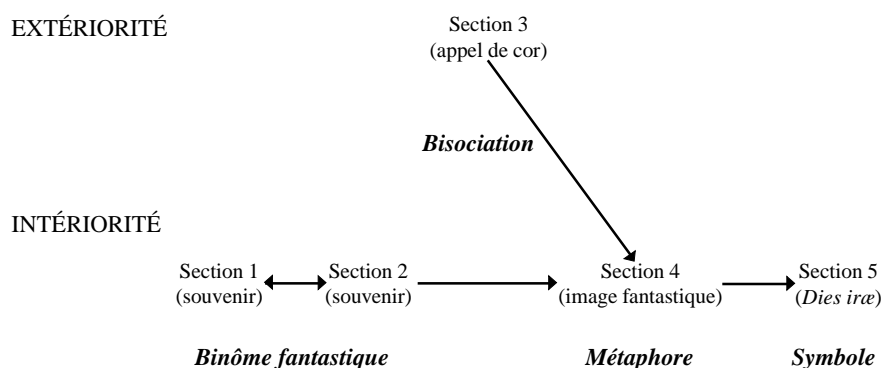 EXTÉRIORITÉ
Section 3
(appel de cor)
Bisociation
INTÉRIORITÉ
Section 1
(souvenir)
Section 2
(souvenir)
Section 4
(image fantastique)
Section 5
(Dies iræ)
Binôme fantastique
Métaphore
Symbole